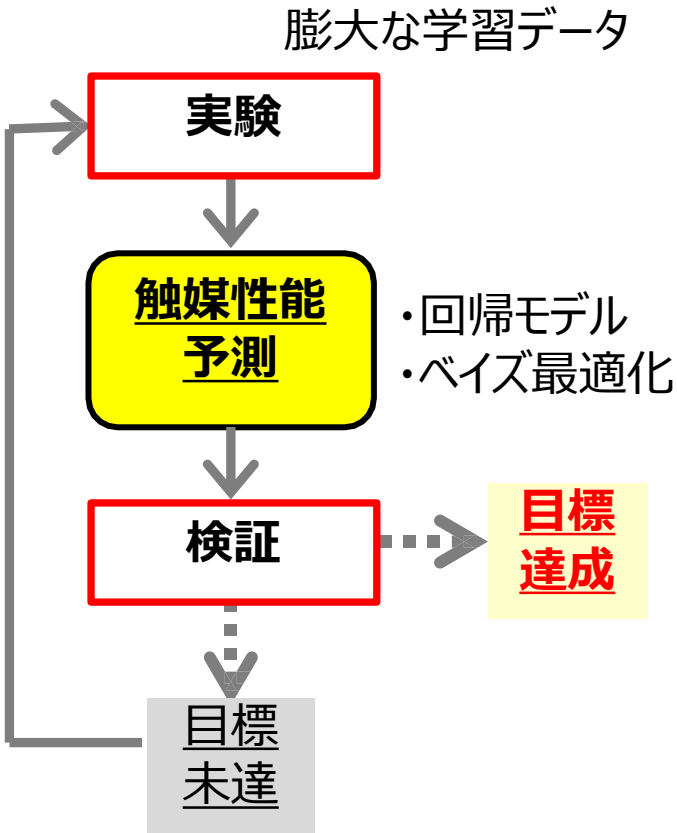 膨大な学習データ
実験
触媒性能
予測
・回帰モデル
・ベイズ最適化
検証
目標
達成
目標
未達